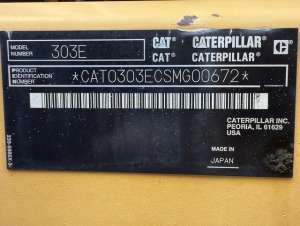 MODEL NUMBER 303E CAT CATERPILLAR C
CAT CATERPILLAR
PRODUCT IDENTIFICATION NUMBER *CAT0303ECSMG00672*
CATERPILLAR INC.
PEORIA, IL 61629
USA
MADE IN
JAPAN